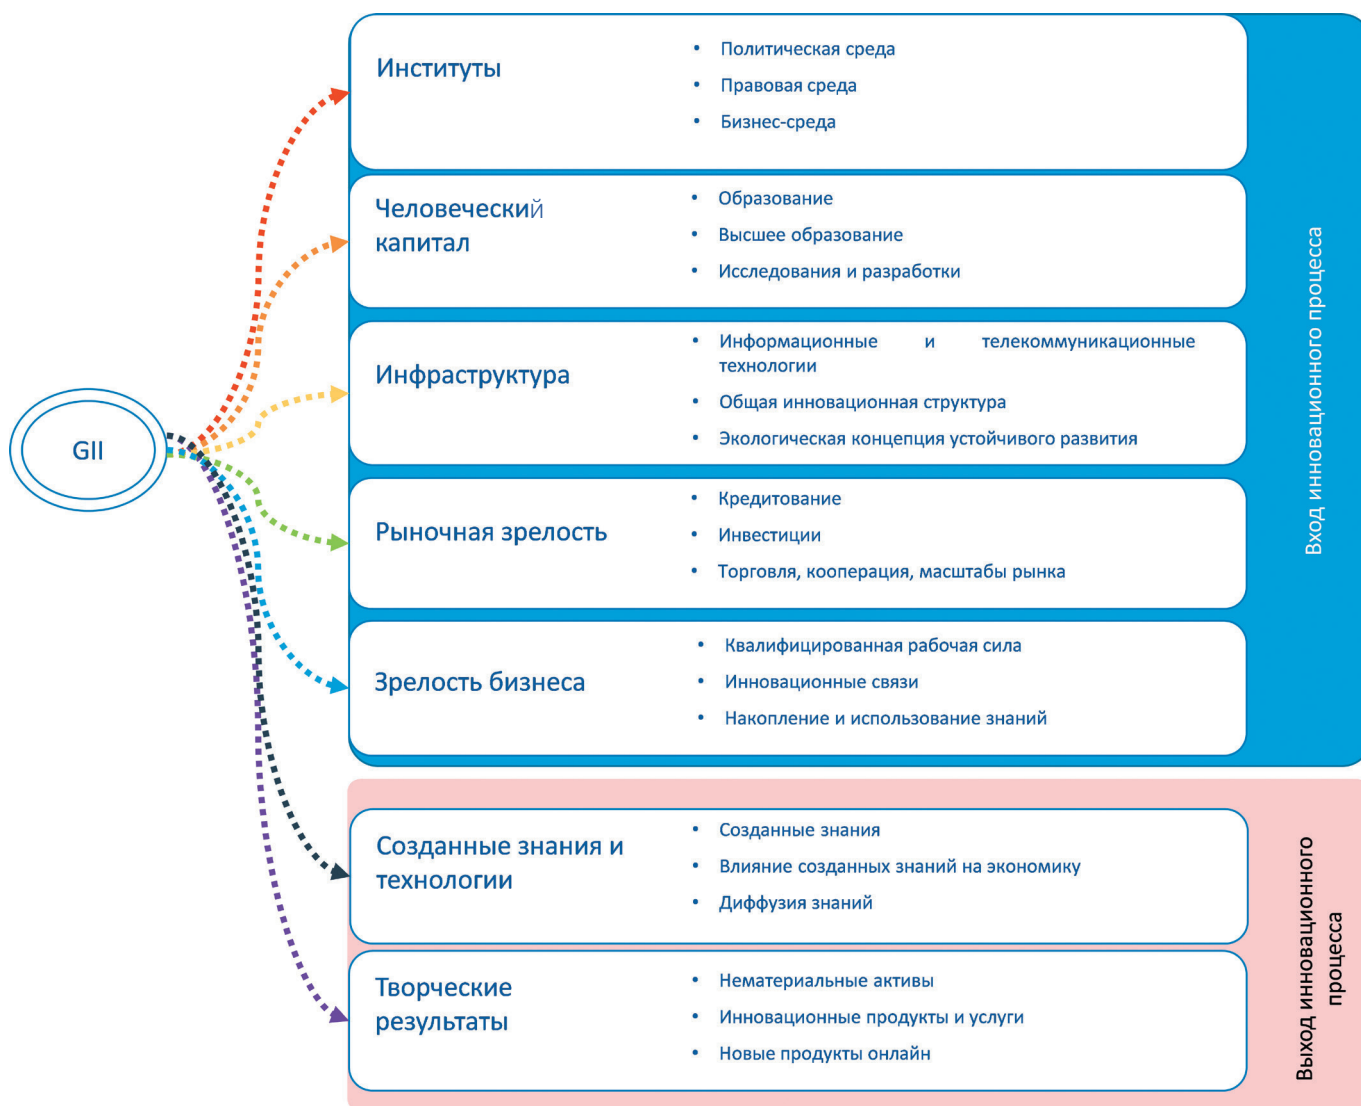 GII
Институты
• Политическая среда
• Правовая среда
• Бизнес-среда
Человеческий
капитал
• Образование
• Высшее образование
• Исследования и разработки
Инфраструктура
• Информационные и телекоммуникационные
технологии
• Общая инновационная структура
• Экологическая концепция устойчивого развития
Рыночная зрелость
• Кредитование
• Инвестиции
• Торговля, кооперация, масштабы рынка
Зрелость бизнеса
• Квалифицированная рабочая сила
• Инновационные связи
• Накопление и использование знаний
Вход инновационного процесса
Созданные знания и
технологии
• Созданные знания
• Влияние созданных знаний на экономику
• Диффузия знаний
Творческие
результаты
• Нематериальные активы
• Инновационные продукты и услуги
• Новые продукты онлайн
Выход инновационного
процесса